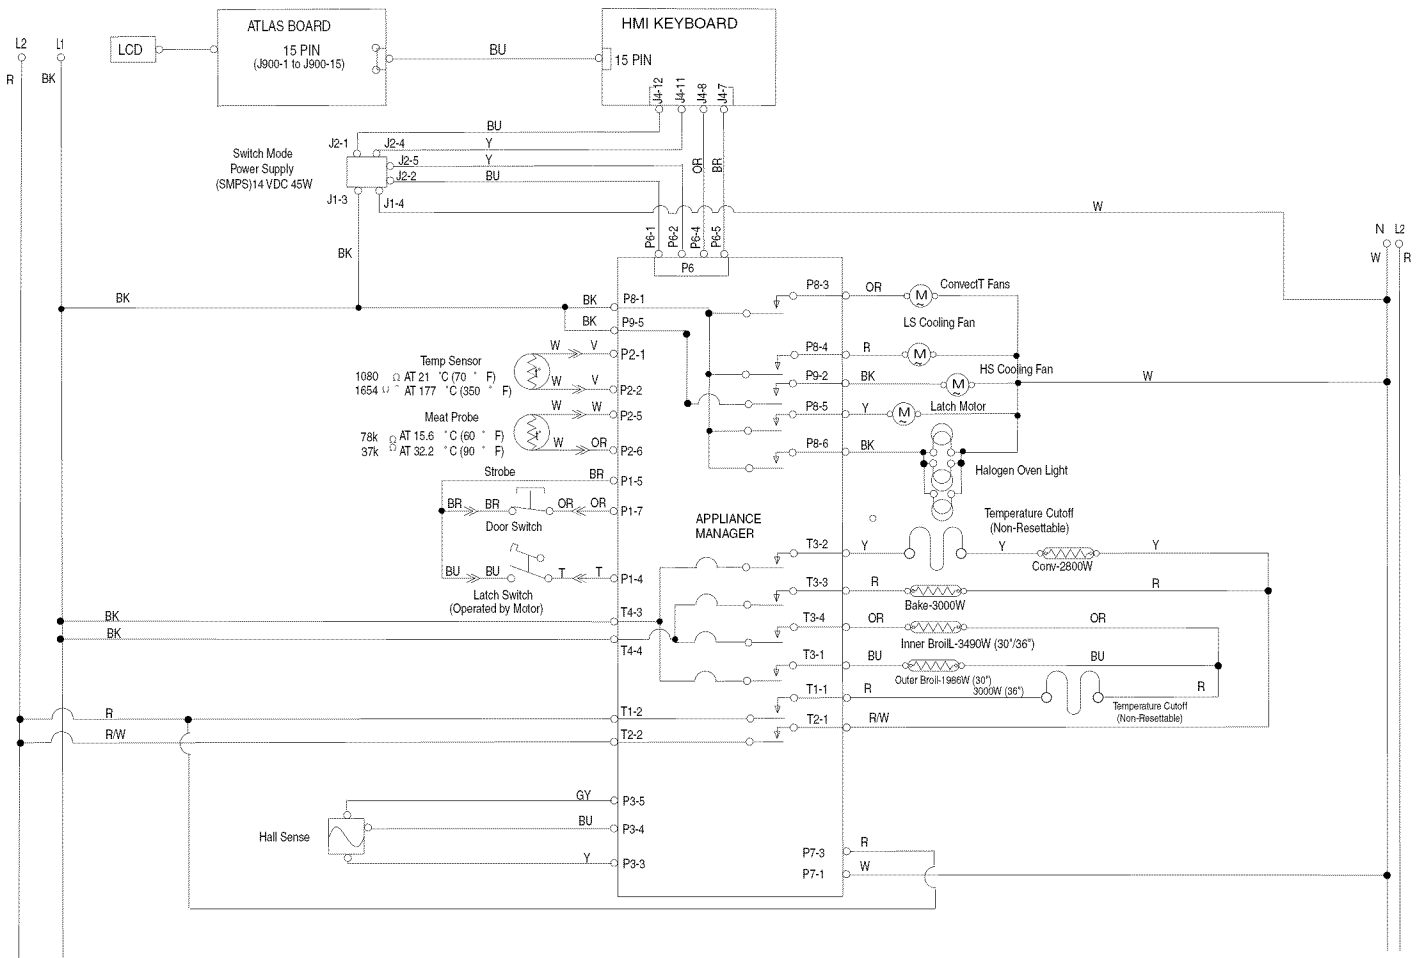 ATLAS BOARD
15 PIN
(J900-1 to J900-15)
LCD
BU
HMI KEYBOARD
15 PIN
J4-12
J4-11
J4-8
J4-7
L2
L1
R
BK
BU
Y
Y
BU
J2-1
J2-4
J2-5
J2-2
J1-3
J1-4
Switch Mode
Power Supply
(SMPS)14 VDC 45W
OR
BR
W
N
L2
W
R
P6-1
P6-2
P6-4
P6-5
P6
BK
BK
BK
P8-1
BK
P9-5
P8-3
OR
M
~
ConvectT Fans
LS Cooling Fan
Temp Sensor
1080 Ω AT 21 °C (70 ° F)
1654 Ω AT 177 °C (350 ° F)
t°
W
V
P2-1
W
V
P2-2
P8-4
R
M
~
P9-2
BK
M
~
HS Cooling Fan
W
Meat Probe
78k Ω AT 15.6 °C (60 ° F)
37k Ω AT 32.2 °C (90 ° F)
t°
W
W
P2-5
W
OR
P2-6
P8-5
Y
M
~
Latch Motor
P8-6
BK
Halogen Oven Light
Strobe
BR
P1-5
BR
BR
OR
OR
P1-7
Door Switch
APPLIANCE
MANAGER
Temperature Cutoff
(Non-Resettable)
T3-2
Y
Y
Y
Conv-2800W
BU
BU
T
T
P1-4
Latch Switch
(Operated by Motor)
T3-3
R
R
Bake-3000W
BK
T4-3
BK
T4-4
T3-4
OR
OR
Inner BroilL-3490W (30"/36")
T3-1
BU
BU
Outer Broil-1986W (30")
3000W (36")
T1-1
R
R
Temperature Cutoff
(Non-Resettable)
R
T1-2
T2-1
R/W
R/W
T2-2
Hall Sense
GY
P3-5
BU
P3-4
Y
P3-3
P7-3
R
P7-1
W